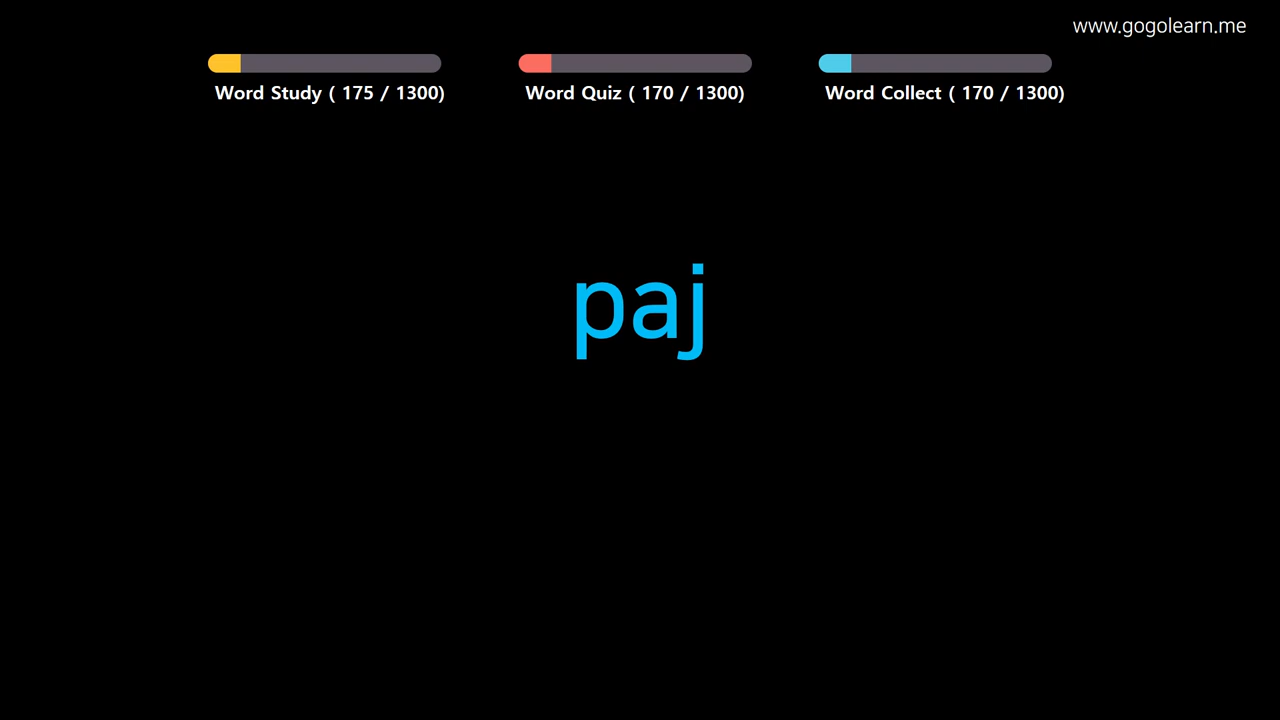 www.gogolearn.me
Word Study ( 175 / 1300)
Word Quiz ( 170 / 1300)
Word Collect ( 170 / 1300)
paj